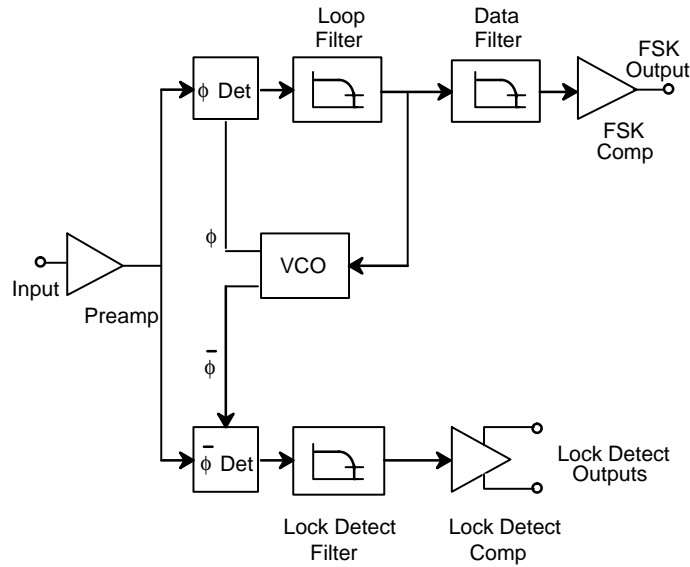 Loop
Filter
Data
Filter
FSK
Output
ϕ Det
FSK
Comp
ϕ
VCO
Input
Preamp
ϕ̅
ϕ̅ Det
Lock Detect
Outputs
Lock Detect
Filter
Lock Detect
Comp